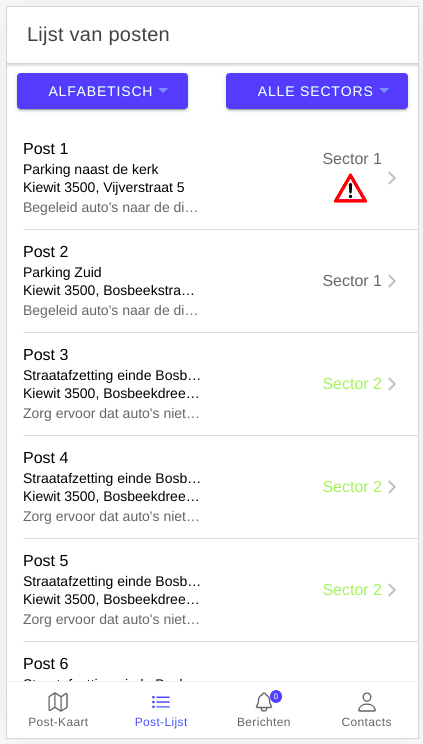 Lijst van posten
ALFABETISCH
ALLE SECTORS
Post 1
Parking naast de kerk
Kiewit 3500, Vijverstraat 5
Begeleid auto's naar de di…
Sector 1
Post 2
Parking Zuid
Kiewit 3500, Bosbeekstra…
Begeleid auto's naar de di…
Sector 1
Post 3
Straatafzetting einde Bosb…
Kiewit 3500, Bosbeekdree…
Zorg ervoor dat auto's niet…
Sector 2
Post 4
Straatafzetting einde Bosb…
Kiewit 3500, Bosbeekdree…
Zorg ervoor dat auto's niet…
Sector 2
Post 5
Straatafzetting einde Bosb…
Kiewit 3500, Bosbeekdree…
Zorg ervoor dat auto's niet…
Sector 2
Post 6
0
Post-Kaart
Post-Lijst
Berichten
Contacts